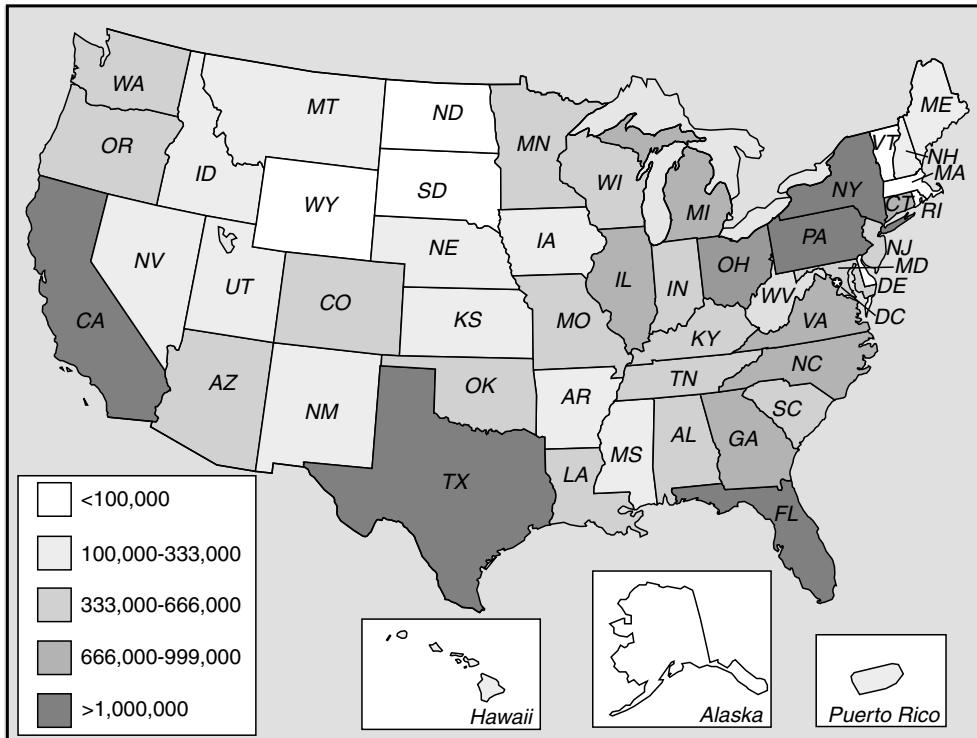 WA
OR
CA
ID
NV
MT
WY
UT
AZ
CO
NM
ND
SD
NE
KS
OK
TX
MN
IA
MO
AR
LA
WI
IL
MI
IN
OH
KY
TN
MS
AL
GA
FL
SC
NC
VA
WV
PA
NY
VT
ME
NH
MA
CT
RI
NJ
MD
DE
DC
<100,000
100,000-333,000
333,000-666,000
666,000-999,000
>1,000,000
Hawaii
Alaska
Puerto Rico